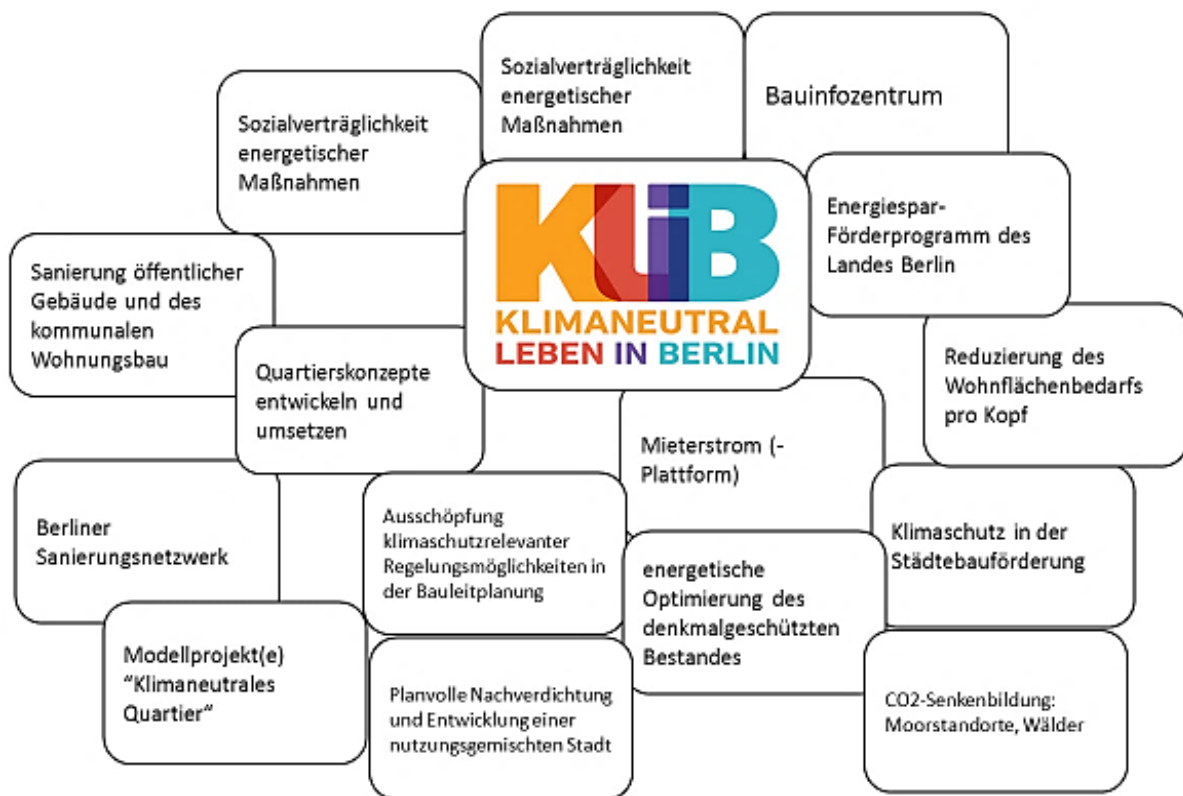 Sozialverträglichkeit
energetischer
Maßnahmen
Bauinfozentrum
Sozialverträglichkeit
energetischer
Maßnahmen
KLiB
KLIMANEUTRAL
LEBEN IN BERLIN
Energiespar-
Förderprogramm des
Landes Berlin
Sanierung öffentlicher
Gebäude und des
kommunalen
Wohnungsbau
Quartierskonzepte
entwickeln und
umsetzen
Reduzierung des
Wohnflächenbedarfs
pro Kopf
Mieterstrom (-
Plattform)
Berliner
Sanierungsnetzwerk
Ausschöpfung
klimaschutzrelevanter
Regelungsmöglichkeiten in
der Bauleitplanung
Klimaschutz in der
Städtebauförderung
energetische
Optimierung des
denkmalgeschützten
Bestandes
Modellprojekt(e)
“Klimaneutrales
Quartier“
Planvolle Nachverdichtung
und Entwicklung einer
nutzungsgemischten Stadt
CO2-Senkenbildung:
Moorstandorte, Wälder